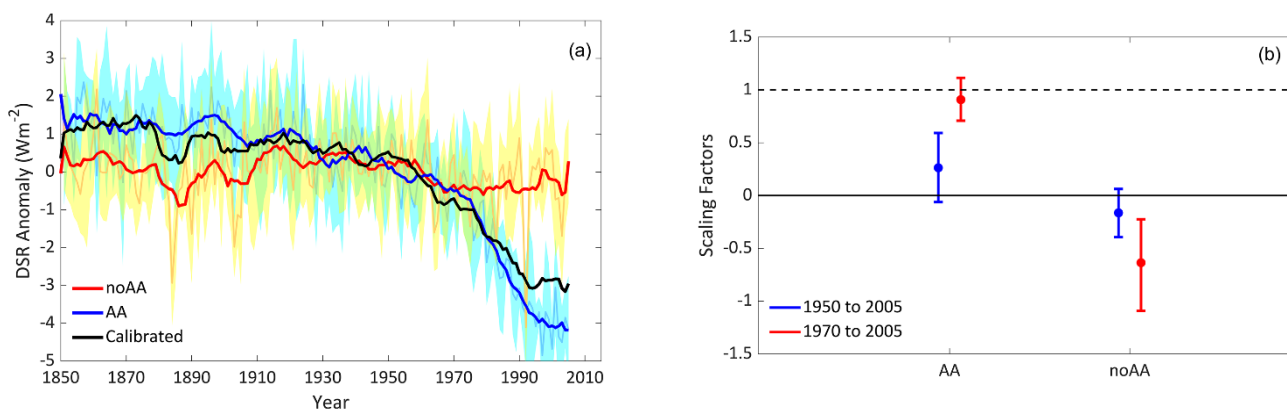 (a)
DSR Anomaly (Wm-2)
4
3
2
1
0
-1
-2
-3
-4
-5
noAA
AA
Calibrated
1850 1870 1890 1910 1930 1950 1970 1990 2010
Year
(b)
Scaling Factors
1.5
1
0.5
0
-0.5
-1
-1.5
1950 to 2005
1970 to 2005
AA noAA